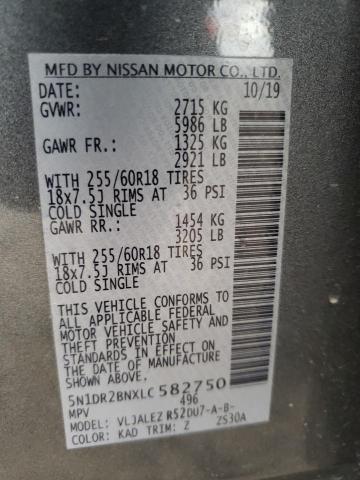 MFD BY NISSAN MOTOR CO., LTD.
DATE: 10/19
GVWR: 2715 KG
5986 LB
GAWR FR.: 1325 KG
2921 LB
WITH 255/60R18 TIRES
18x7.5J RIMS AT 36 PSI
COLD SINGLE
GAWR RR.: 1454 KG
3205 LB
WITH 255/60R18 TIRES
18x7.5J RIMS AT 36 PSI
COLD SINGLE
THIS VEHICLE CONFORMS TO
ALL APPLICABLE FEDERAL
MOTOR VEHICLE SAFETY AND
THEFT PREVENTION
STANDARDS IN EFFECT ON
THE DATE OF MANUFACTURE
SHOWN ABOVE
5N1DR2BNXLC582750
MPV 496
MODEL: VLJALEZ R52DU7-A-B-
COLOR: KAD TRIM: Z ZS30A